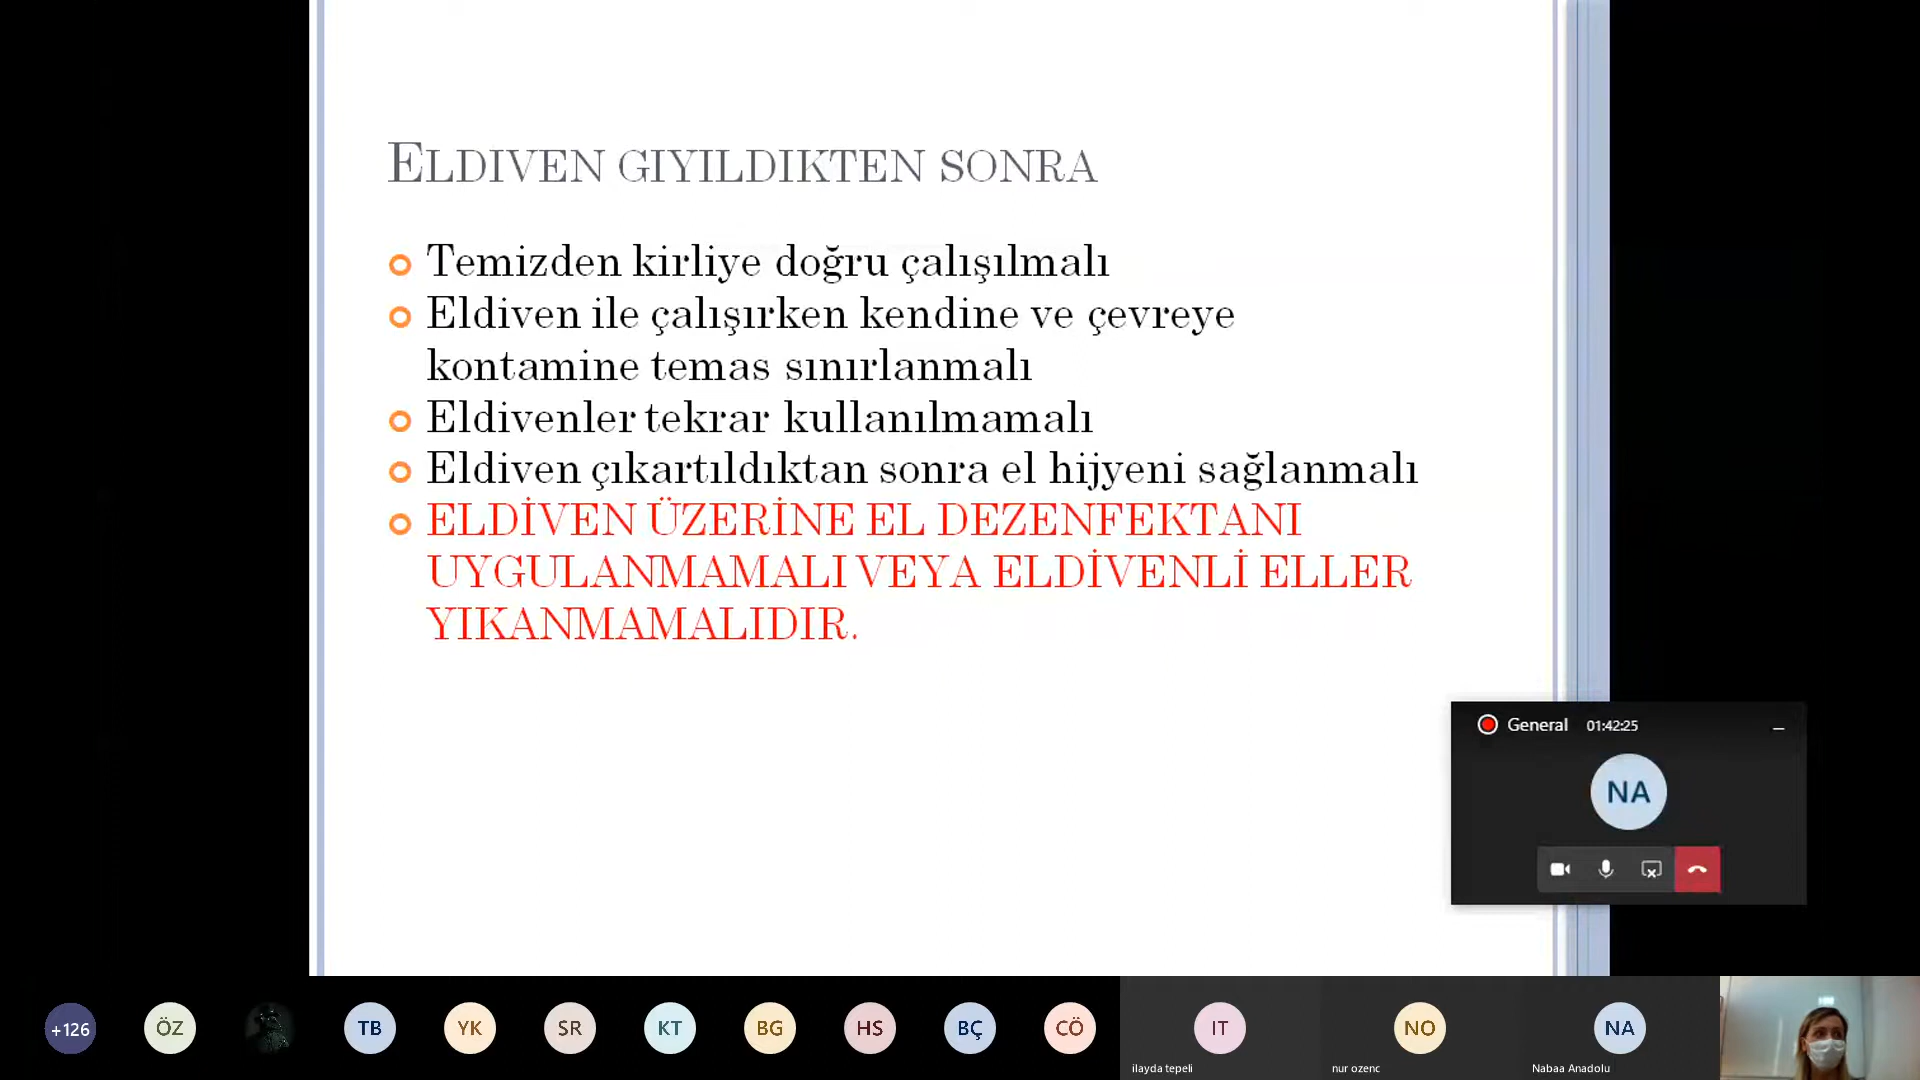 ELDIVEN GIYILDIKTEN SONRA
Temizden kirliye doğru çalışılmalı
Eldiven ile çalışırken kendine ve çevreye
kontamine temas sınırlanmalı
Eldivenler tekrar kullanılmamalı
Eldiven çıkartıldıktan sonra el hijyeni sağlanmalı
ELDİVEN ÜZERİNE EL DEZENFEKTANI
UYGULANMAMALI VEYA ELDİVENLİ ELLER
YIKANMAMALIDIR.
General 01:42:25
NA
+126 ÖZ TB YK SR KT BG HS BÇ CÖ IT NO NA
ilayda tepeli nur ozenc Nabaa Anadolu